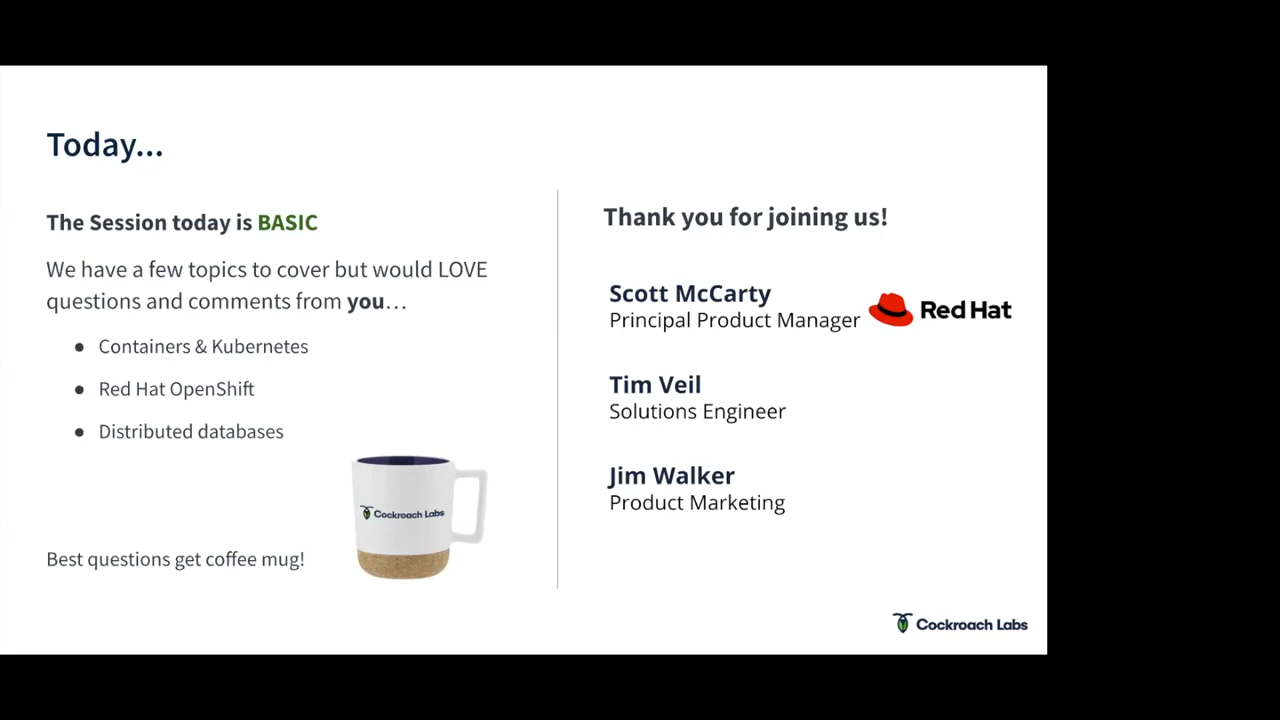 Today...
The Session today is BASIC
We have a few topics to cover but would LOVE
questions and comments from you…
● Containers & Kubernetes
● Red Hat OpenShift
● Distributed databases
Cockroach Labs
Best questions get coffee mug!
Thank you for joining us!
Scott McCarty
Principal Product Manager
Red Hat
Tim Veil
Solutions Engineer
Jim Walker
Product Marketing
Cockroach Labs